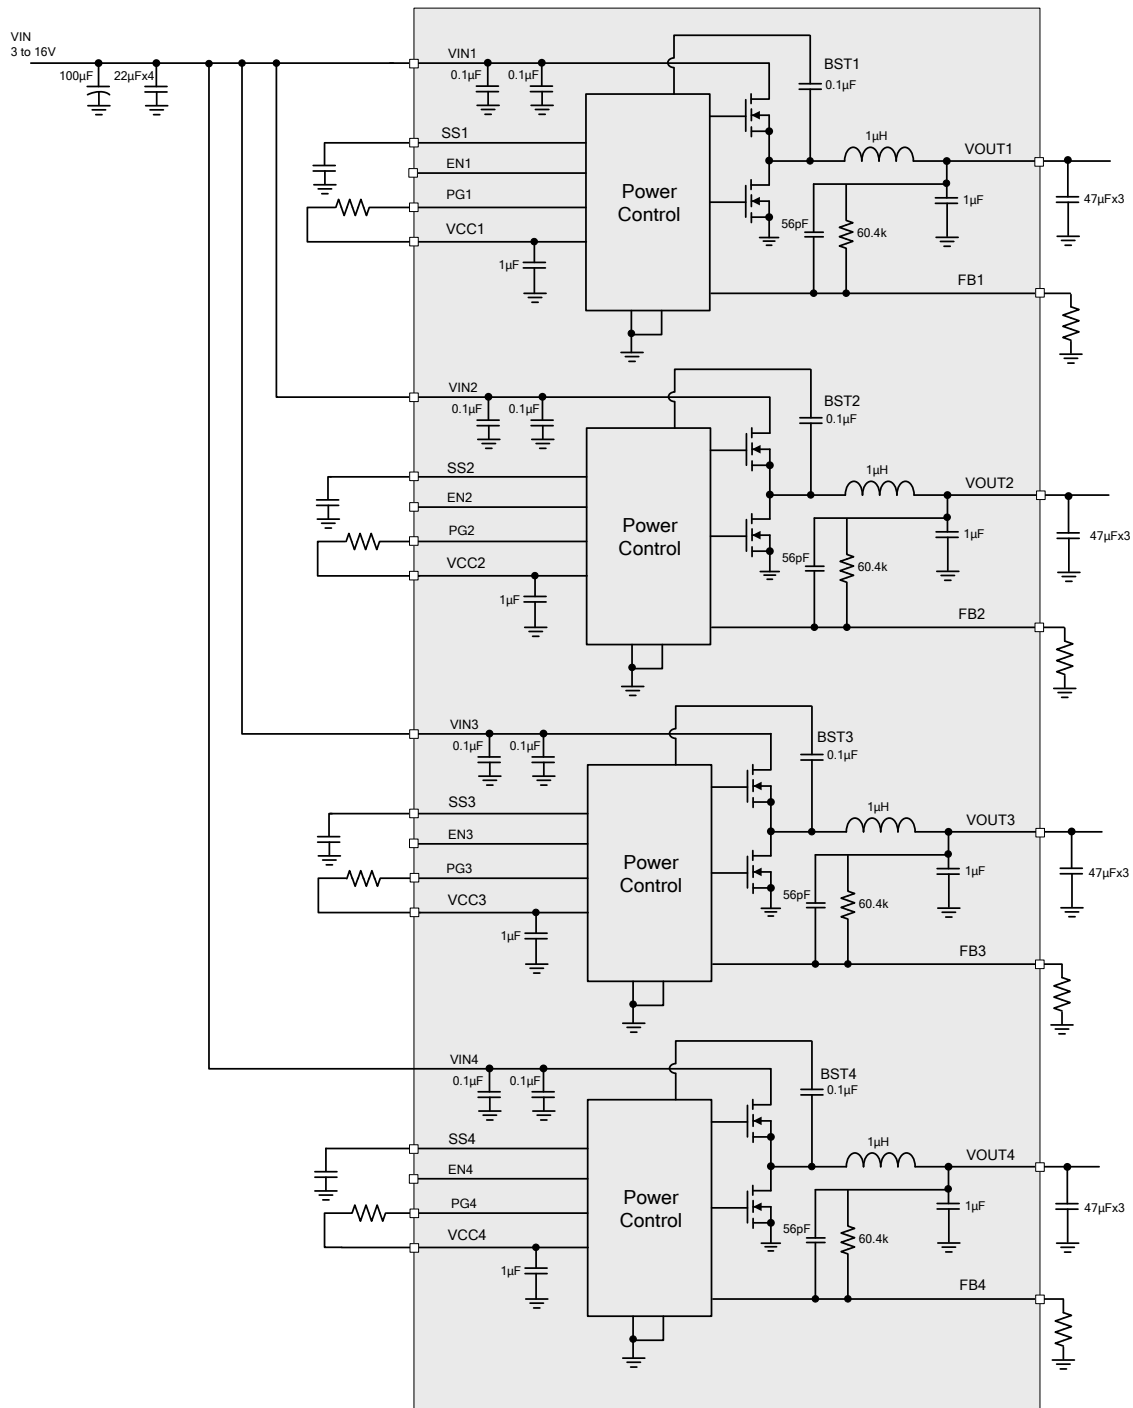 VIN
3 to 16V
100µF
22µFx4
VIN1
0.1µF
0.1µF
BST1
0.1µF
SS1
EN1
PG1
VCC1
1µF
Power
Control
1µH
VOUT1
56pF
60.4k
1µF
47µFx3
FB1
VIN2
0.1µF
0.1µF
BST2
0.1µF
SS2
EN2
PG2
VCC2
1µF
Power
Control
1µH
VOUT2
56pF
60.4k
1µF
47µFx3
FB2
VIN3
0.1µF
0.1µF
BST3
0.1µF
SS3
EN3
PG3
VCC3
1µF
Power
Control
1µH
VOUT3
56pF
60.4k
1µF
47µFx3
FB3
VIN4
0.1µF
0.1µF
BST4
0.1µF
SS4
EN4
PG4
VCC4
1µF
Power
Control
1µH
VOUT4
56pF
60.4k
1µF
47µFx3
FB4